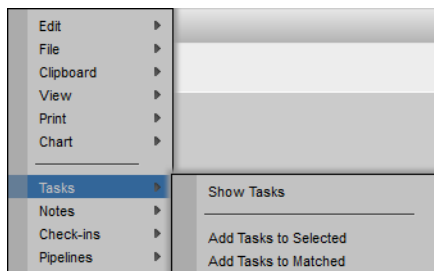 Edit
File
Clipboard
View
Print
Chart
Tasks
Notes
Check-ins
Pipelines
Show Tasks
Add Tasks to Selected
Add Tasks to Matched